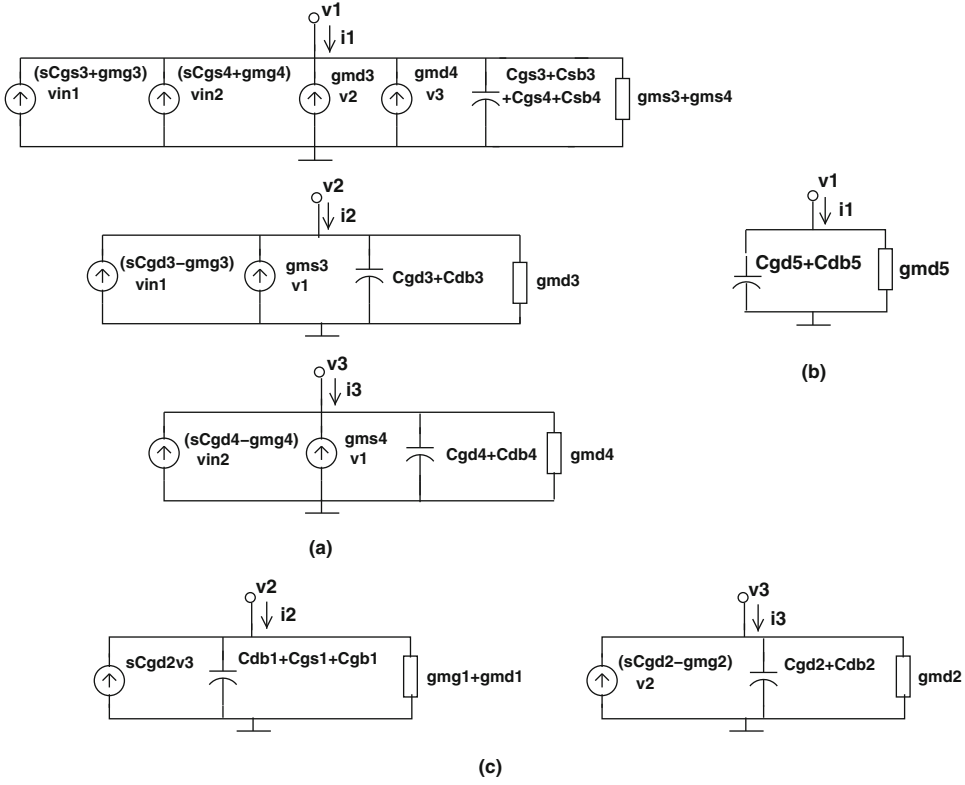 v1
i1
(sCgs3+gmg3)
vin1
(sCgs4+gmg4)
vin2
gmd3
v2
gmd4
v3
Cgs3+Csb3
+Cgs4+Csb4
gms3+gms4
v2
i2
(sCgd3−gmg3)
vin1
gms3
v1
Cgd3+Cdb3
gmd3
v1
i1
Cgd5+Cdb5
gmd5
(b)
v3
i3
(sCgd4−gmg4)
vin2
gms4
v1
Cgd4+Cdb4
gmd4
(a)
v2
i2
sCgd2v3
Cdb1+Cgs1+Cgb1
gmg1+gmd1
v3
i3
(sCgd2−gmg2)
v2
Cgd2+Cdb2
gmd2
(c)